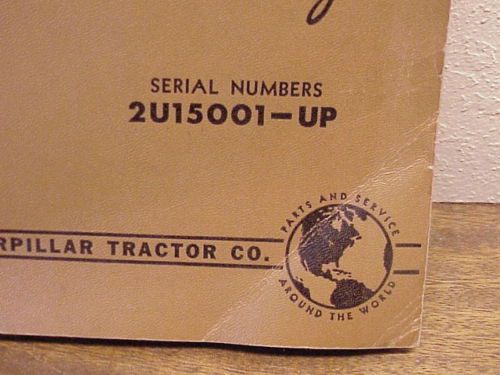 SERIAL NUMBERS
2U15001-UP
RPILLAR TRACTOR CO.
PARTS AND SERVICE
AROUND THE WORLD